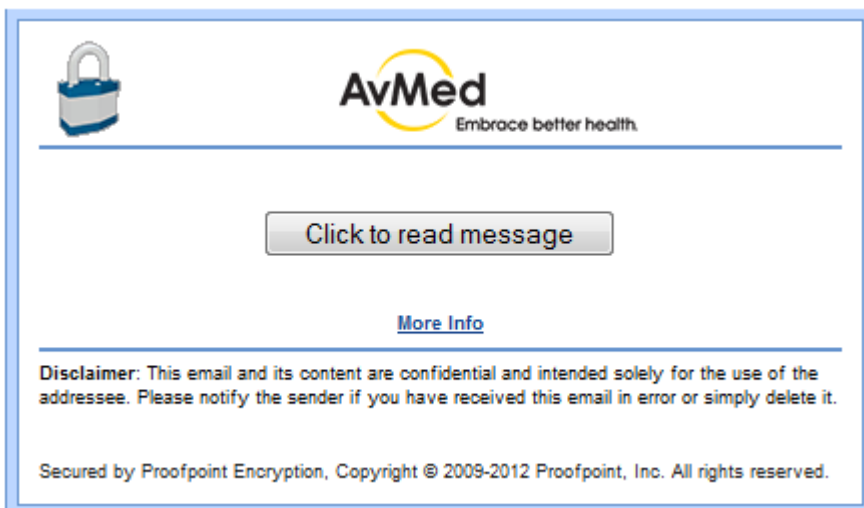 AvMed
Embrace better health.
Click to read message
More Info
Disclaimer: This email and its content are confidential and intended solely for the use of the
addressee. Please notify the sender if you have received this email in error or simply delete it.
Secured by Proofpoint Encryption, Copyright © 2009-2012 Proofpoint, Inc. All rights reserved.